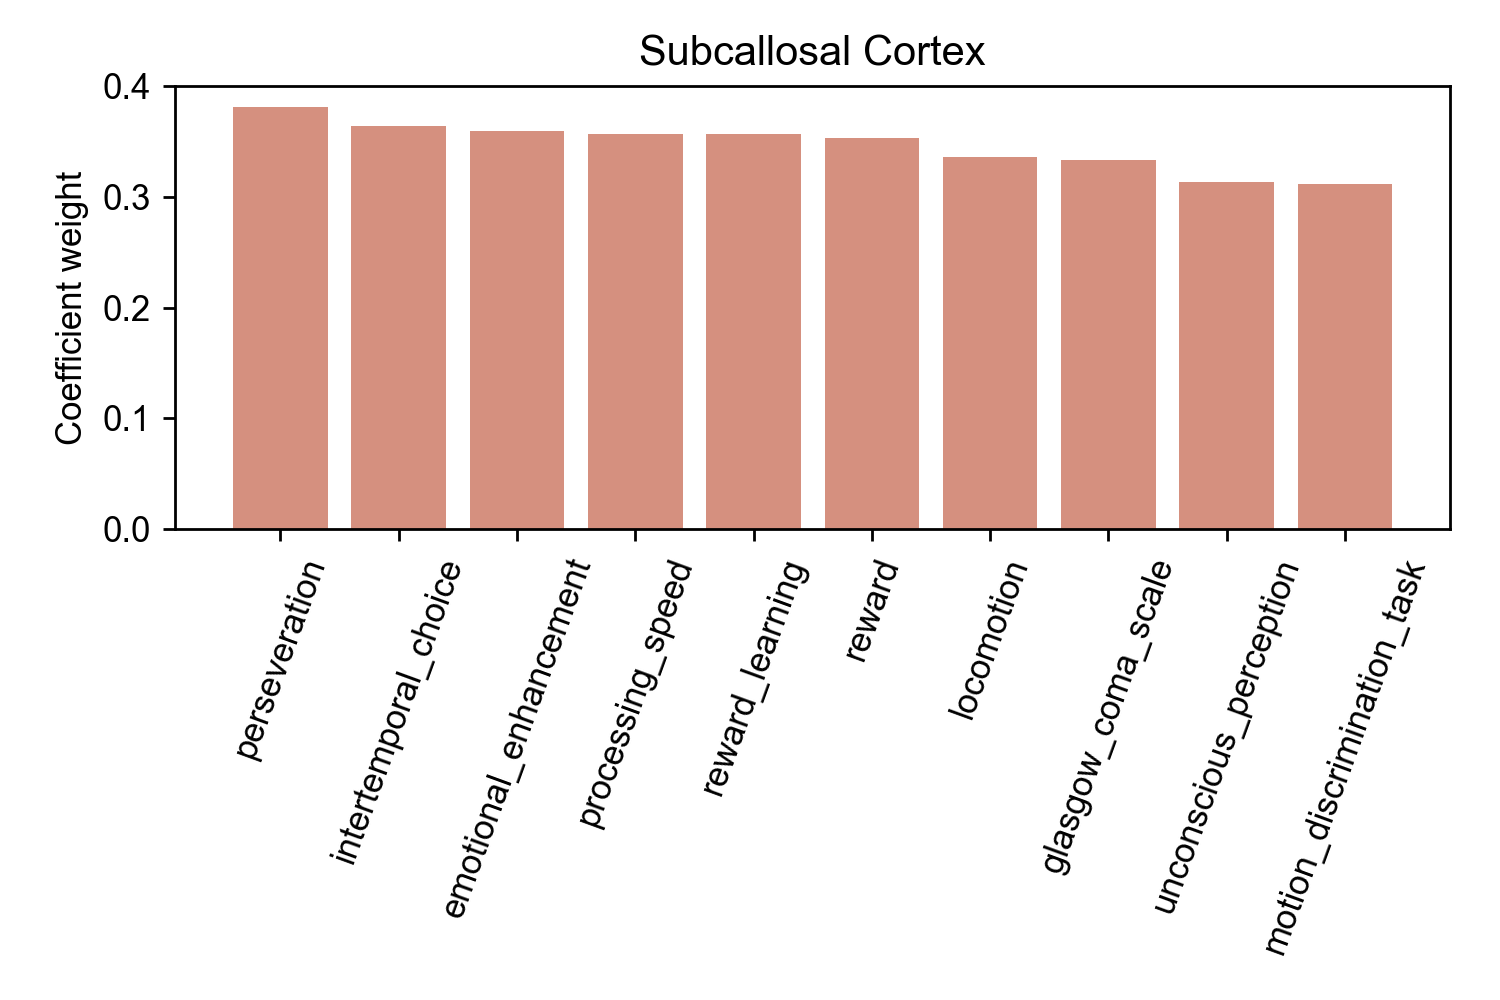 Subcallosal Cortex
Coefficient weight
0.4
0.3
0.2
0.1
0.0
perseveration
intertemporal_choice
emotional_enhancement
processing_speed
reward_learning
reward
locomotion
glasgow_coma_scale
unconscious_perception
motion_discrimination_task